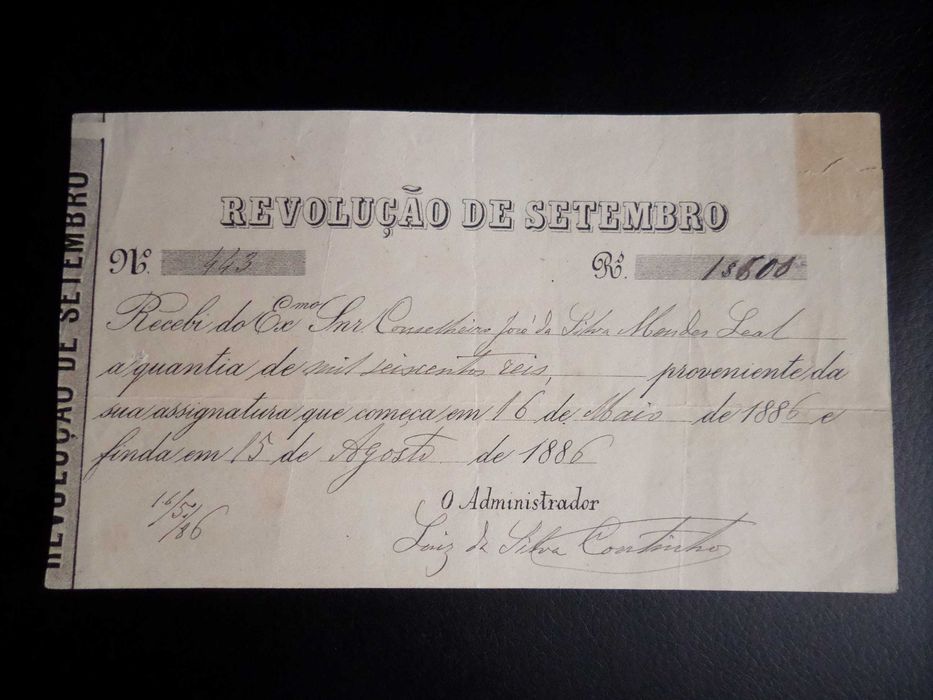 REVOLUÇÃO DE SETEMBRO
REVOLUÇÃO DE SETEMBRO
Nº. 443 Rˢ. 1$600
Recebi do Exmo Snr Conselheiro José da Silva Mendes Leal
a quantia de mil seiscentos reis, proveniente da
sua assignatura que começa em 16 de Maio de 1886 e
finda em 15 de Agosto de 1886
O Administrador
16/5/86
Luiz da Silva Coutinho